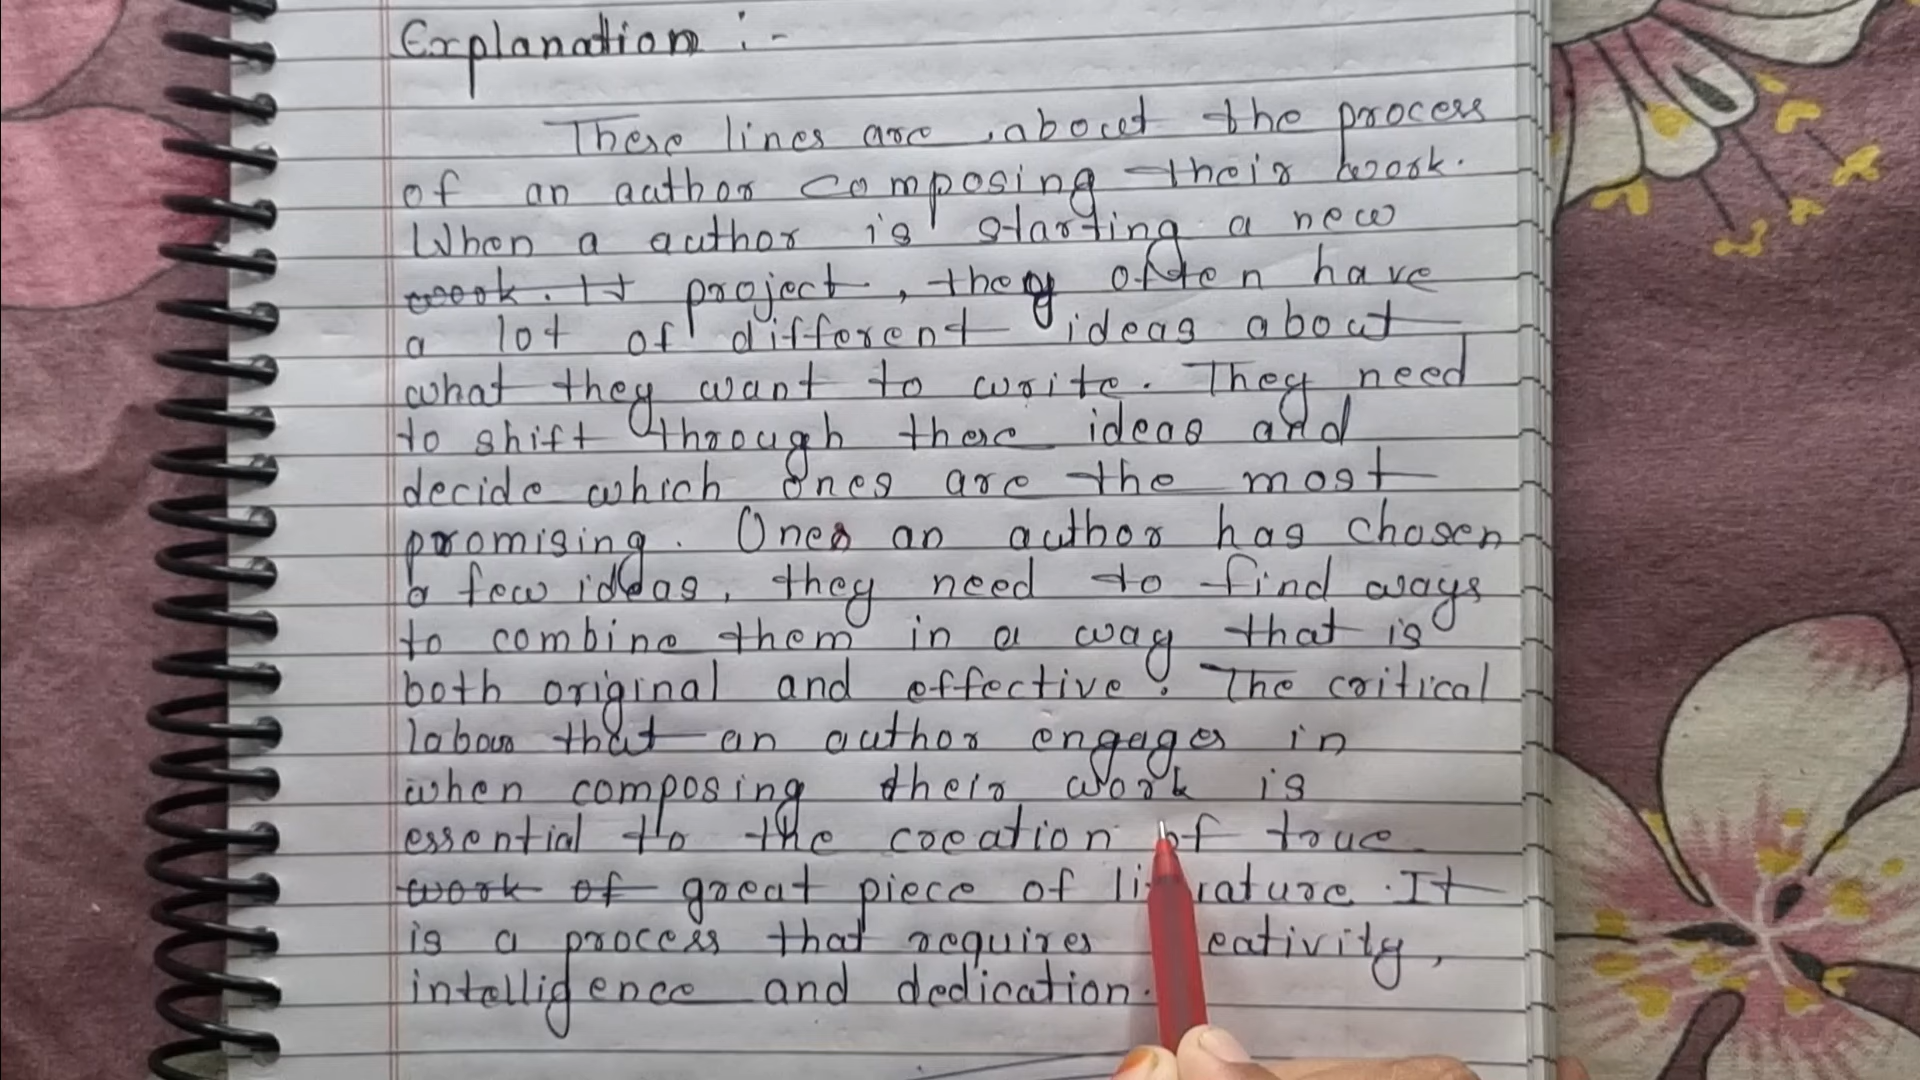 Explanation :-
These lines are about the process
of an author composing their work.
When a author is starting a new
work. It project, they often have
a lot of different ideas about
what they want to write. They need
to shift through these ideas and
decide which ones are the most
promising. Ones an author has chosen
a few ideas, they need to find ways
to combine them in a way that is
both original and effective. The critical
labour that an author engages in
when composing their work is
essential to the creation of true
work of great piece of literature. It
is a process that requires eativity,
intelligence and dedication.